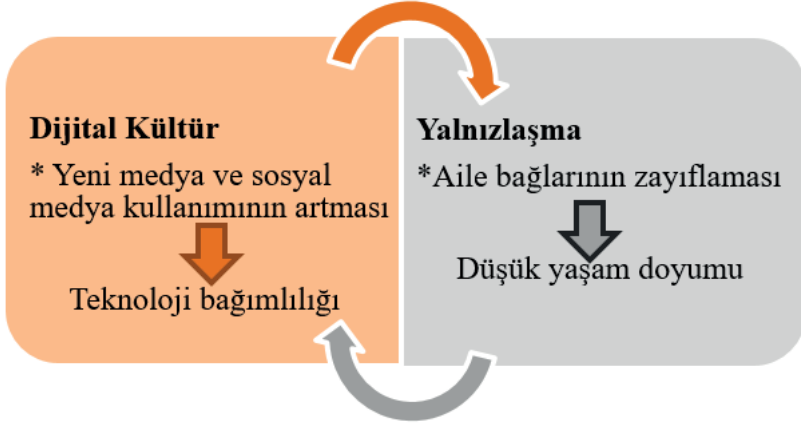 Dijital Kültür
* Yeni medya ve sosyal
medya kullanımının artması
Teknoloji bağımlılığı
Yalnızlaşma
*Aile bağlarının zayıflaması
Düşük yaşam doyumu